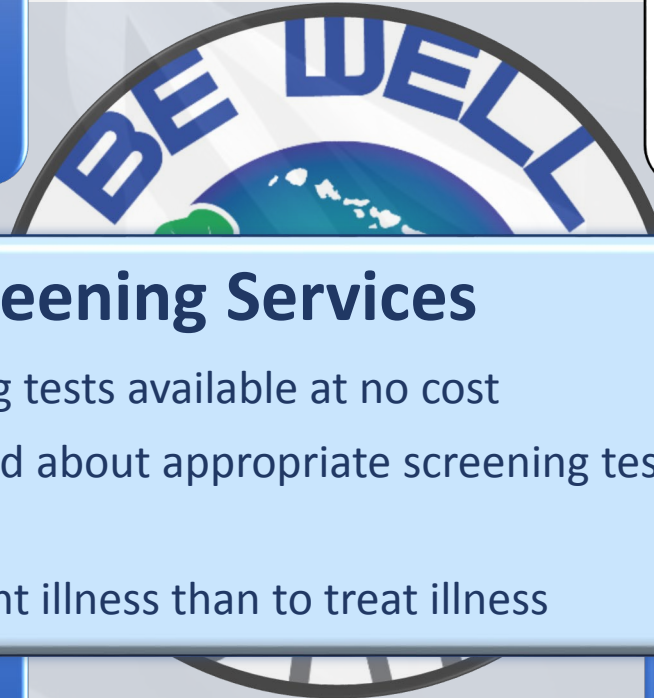 BE WELL
eening Services
g tests available at no cost
d about appropriate screening tes
nt illness than to treat illness